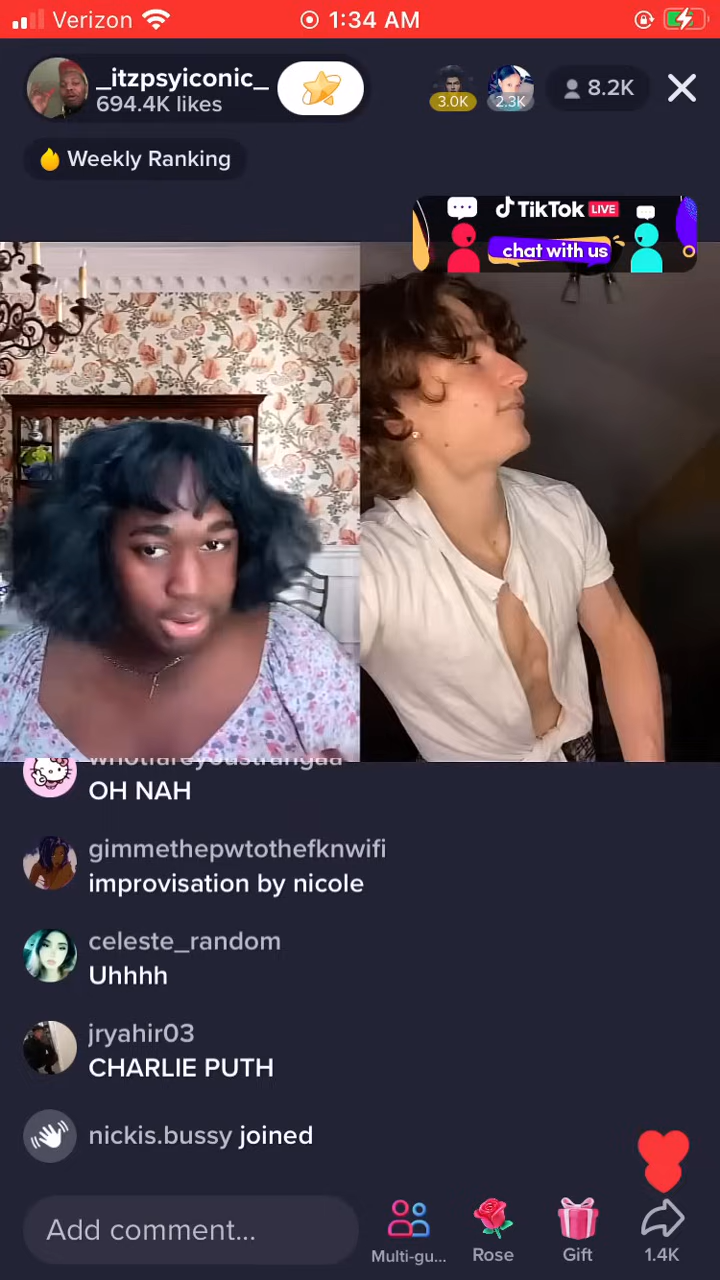 Verizon 1:34 AM
_itzpsyiconic_
694.4K likes
3.0K 2.3K 8.2K
Weekly Ranking
TikTok LIVE
chat with us
OH NAH
gimmethepwtothefknwifi
improvisation by nicole
celeste_random
Uhhhh
jryahir03
CHARLIE PUTH
nickis.bussy joined
Add comment...
Multi-gu...
Rose
Gift
1.4K